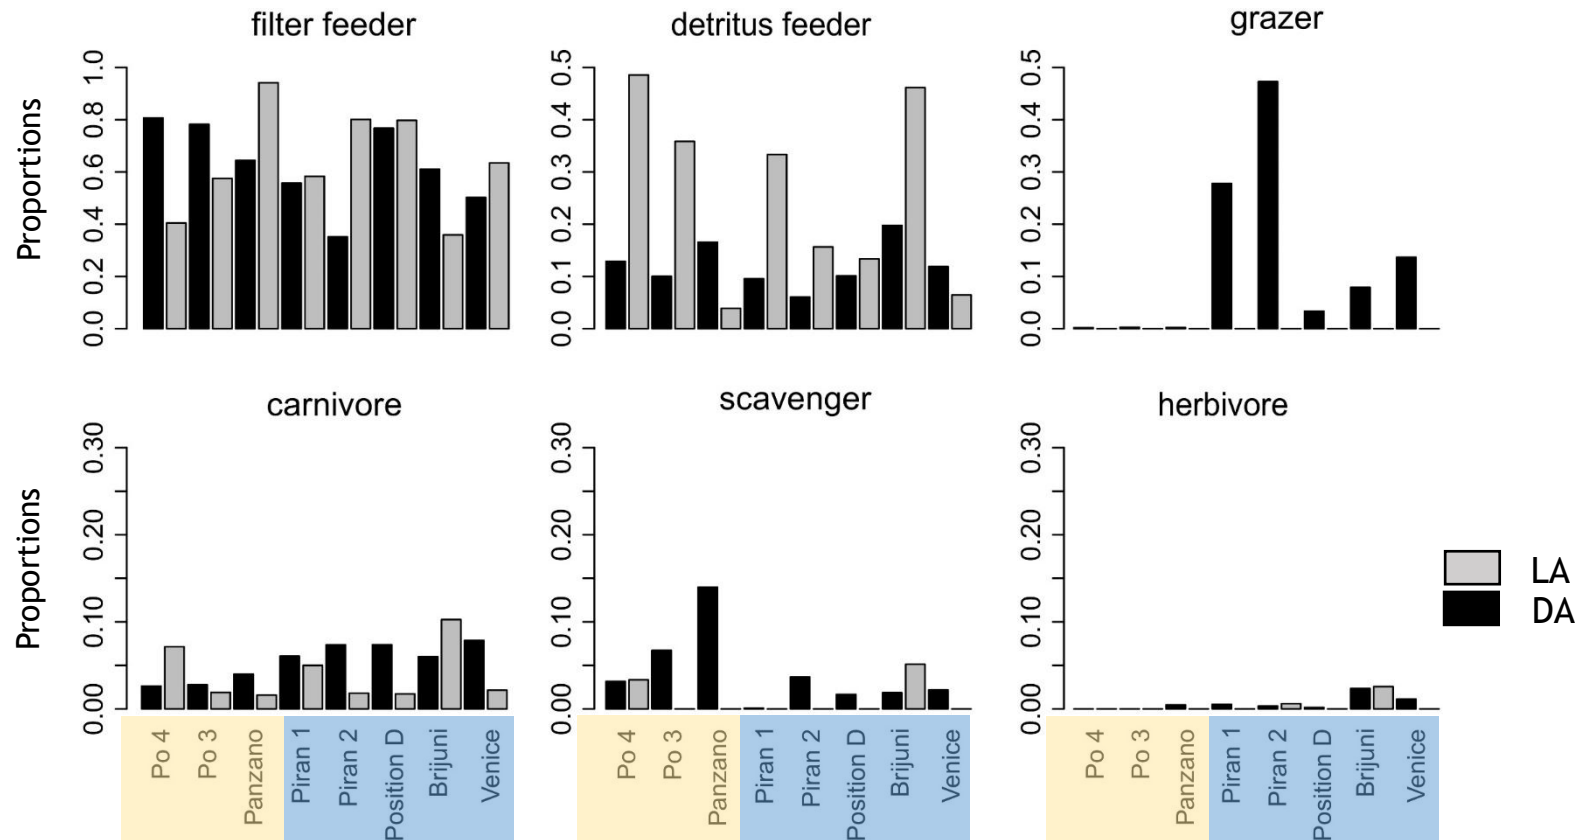 filter feeder
detritus feeder
grazer
Proportions
0.0 0.2 0.4 0.6 0.8 1.0
0.0 0.1 0.2 0.3 0.4 0.5
0.0 0.1 0.2 0.3 0.4 0.5
carnivore
scavenger
herbivore
Proportions
0.00 0.10 0.20 0.30
0.00 0.10 0.20 0.30
0.00 0.10 0.20 0.30
LA
DA
Po 4 Po 3 Panzano Piran 1 Piran 2 Position D Brijuni Venice
Po 4 Po 3 Panzano Piran 1 Piran 2 Position D Brijuni Venice
Po 4 Po 3 Panzano Piran 1 Piran 2 Position D Brijuni Venice